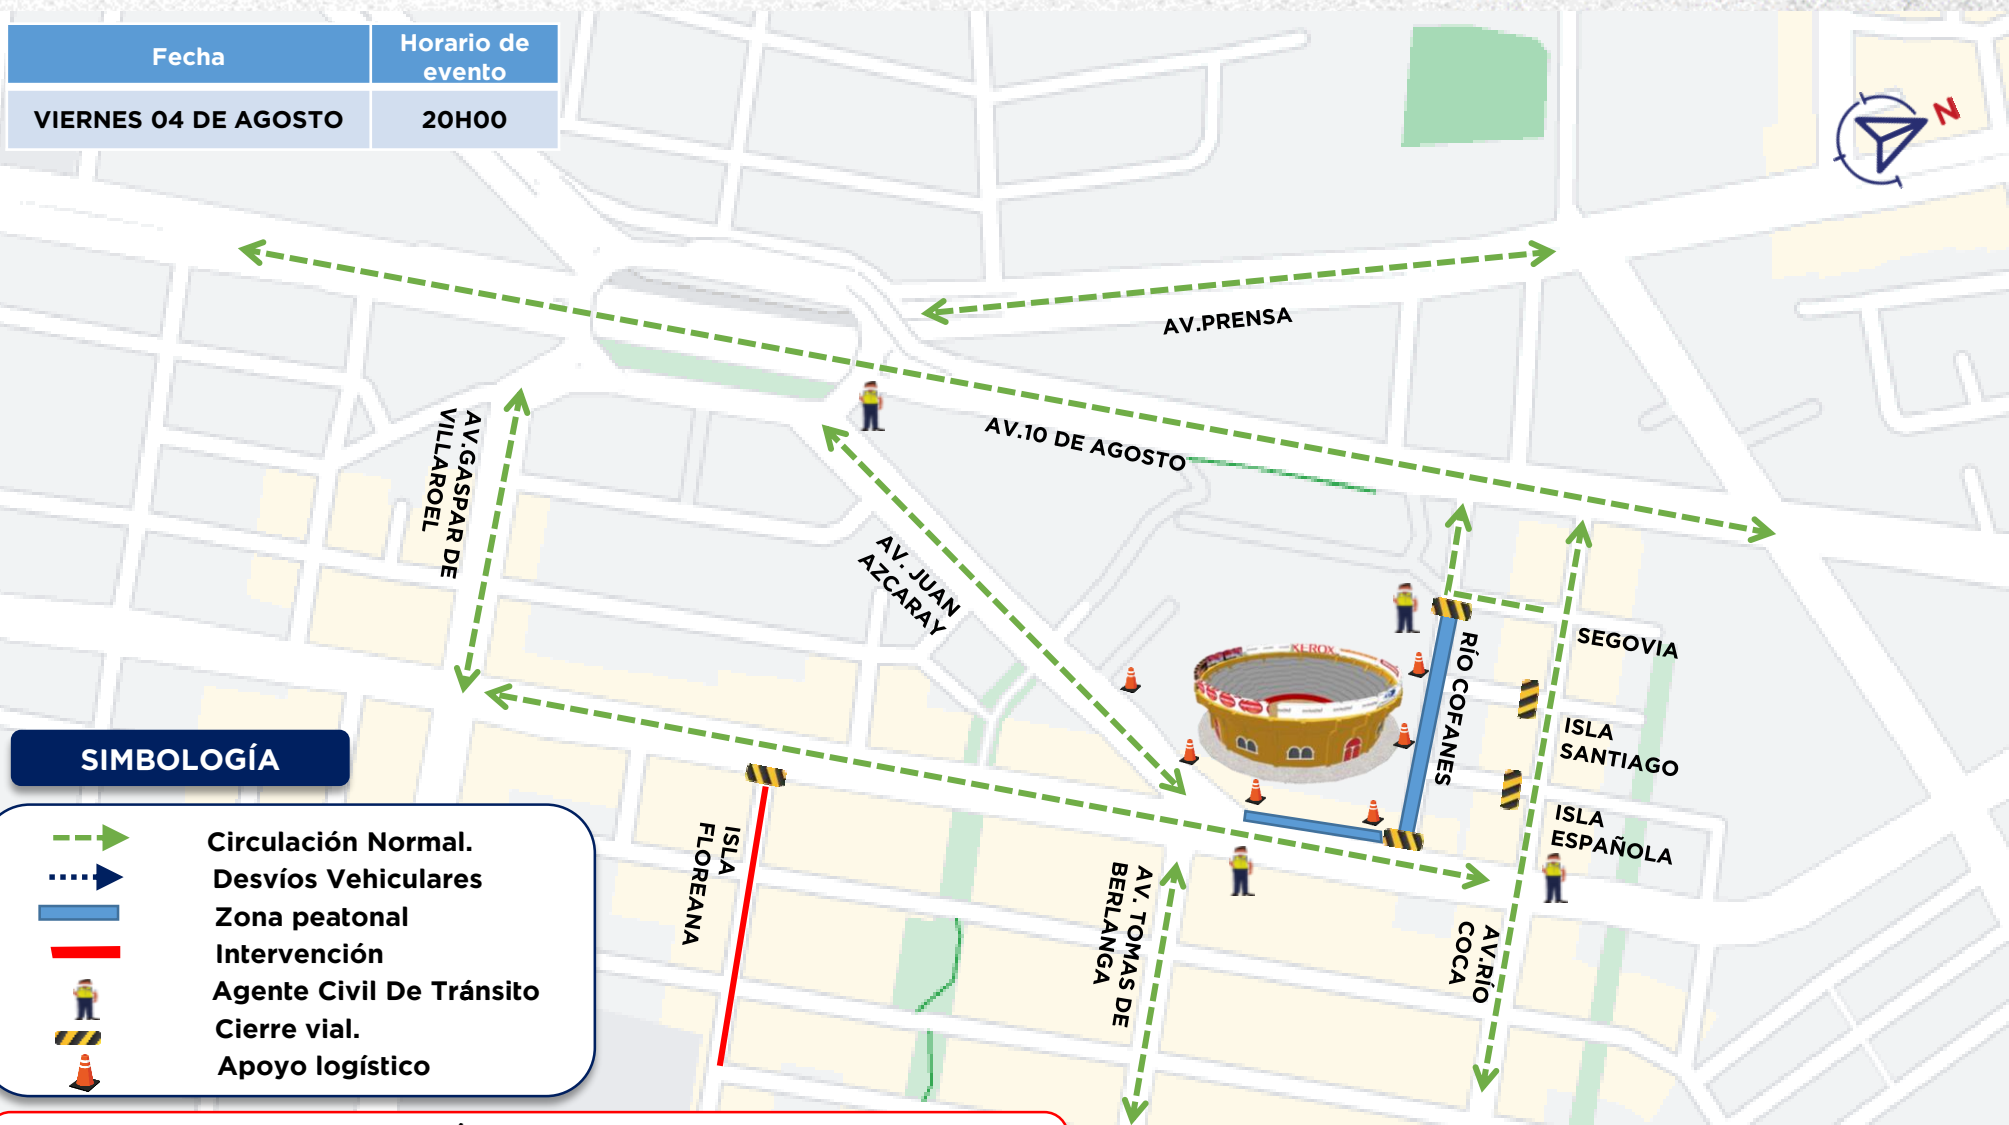 Fecha
Horario de
evento
VIERNES 04 DE AGOSTO
20H00
N
AV.PRENSA
AV.10 DE AGOSTO
AV.GASPAR DE
VILLAROEL
AV. JUAN
AZCARAY
XEROX
RÍO COFANES
SEGOVIA
ISLA
SANTIAGO
ISLA
ESPAÑOLA
ISLA
FLOREANA
AV. TOMAS DE
BERLANGA
AV.RÍO
COCA
SIMBOLOGÍA
Circulación Normal.
Desvíos Vehiculares
Zona peatonal
Intervención
Agente Civil De Tránsito
Cierre vial.
Apoyo logístico